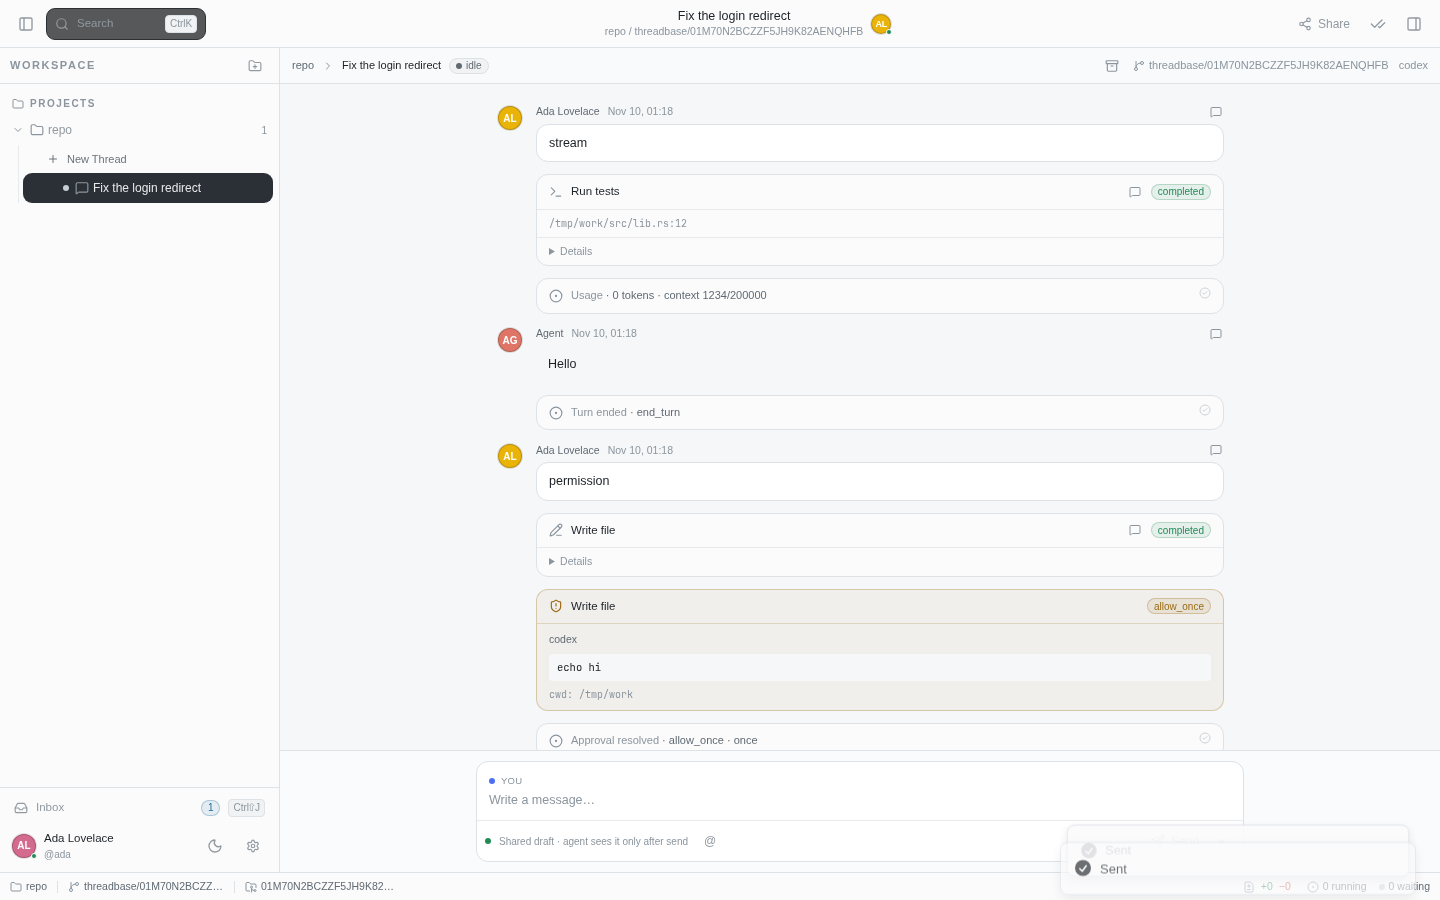 Search
CtrlK
Fix the login redirect
repo / threadbase/01M70N2BCZZF5JH9K82AENQHFB
AL
Share
WORKSPACE
repo
Fix the login redirect
idle
threadbase/01M70N2BCZZF5JH9K82AENQHFB
codex
PROJECTS
repo
1
New Thread
Fix the login redirect
AL
Ada Lovelace
Nov 10, 01:18
stream
Run tests
completed
/tmp/work/src/lib.rs:12
Details
Usage · 0 tokens · context 1234/200000
AG
Agent
Nov 10, 01:18
Hello
Turn ended · end_turn
AL
Ada Lovelace
Nov 10, 01:18
permission
Write file
completed
Details
Write file
allow_once
codex
echo hi
cwd: /tmp/work
Approval resolved · allow_once · once
YOU
Write a message…
Shared draft · agent sees it only after send
@
Sent
Sent
Inbox
1
Ctrl⇧J
AL
Ada Lovelace
@ada
repo
threadbase/01M70N2BCZZ…
01M70N2BCZZF5JH9K82…
+0 −0
0 running
0 waiting